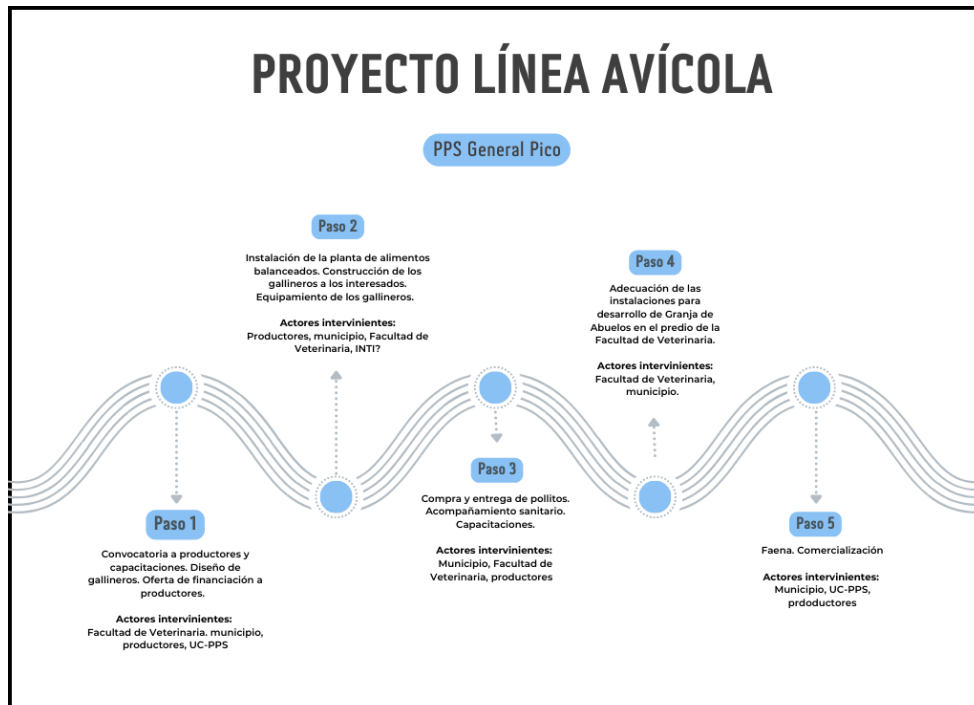 PROYECTO LÍNEA AVÍCOLA
PPS General Pico
Paso 1
Convocatoria a productores y
capacitaciones. Diseño de
gallineros. Oferta de financiación a
productores.
Actores intervinientes:
Facultad de Veterinaria. municipio,
productores, UC-PPS
Paso 2
Instalación de la planta de alimentos
balanceados. Construcción de los
gallineros a los interesados.
Equipamiento de los gallineros.
Actores intervinientes:
Productores, municipio, Facultad de
Veterinaria, INTI?
Paso 3
Compra y entrega de pollitos.
Acompañamiento sanitario.
Capacitaciones.
Actores intervinientes:
Municipio, Facultad de
Veterinaria, productores
Paso 4
Adecuación de las
instalaciones para
desarrollo de Granja de
Abuelos en el predio de la
Facultad de Veterinaria.
Actores intervinientes:
Facultad de Veterinaria,
municipio.
Paso 5
Faena. Comercialización
Actores intervinientes:
Municipio, UC-PPS,
prdoductores